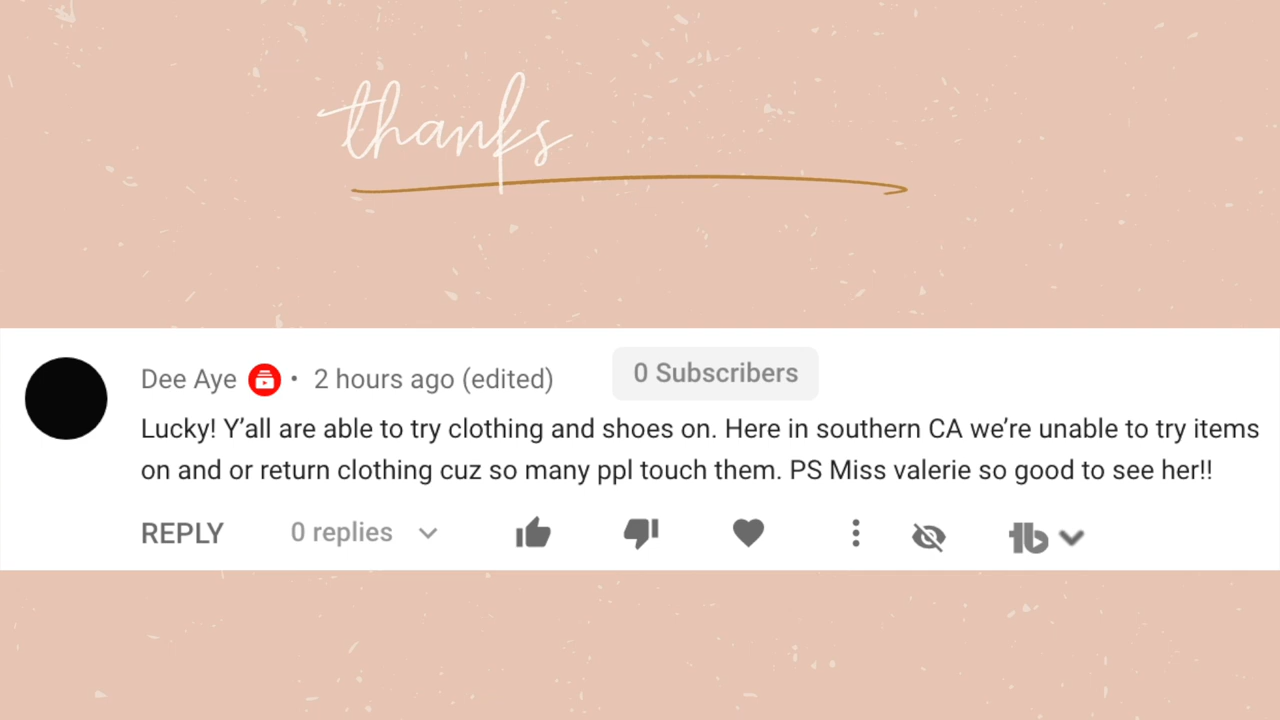 thanks
Dee Aye • 2 hours ago (edited) 0 Subscribers
Lucky! Y’all are able to try clothing and shoes on. Here in southern CA we’re unable to try items
on and or return clothing cuz so many ppl touch them. PS Miss valerie so good to see her!!
REPLY 0 replies tb